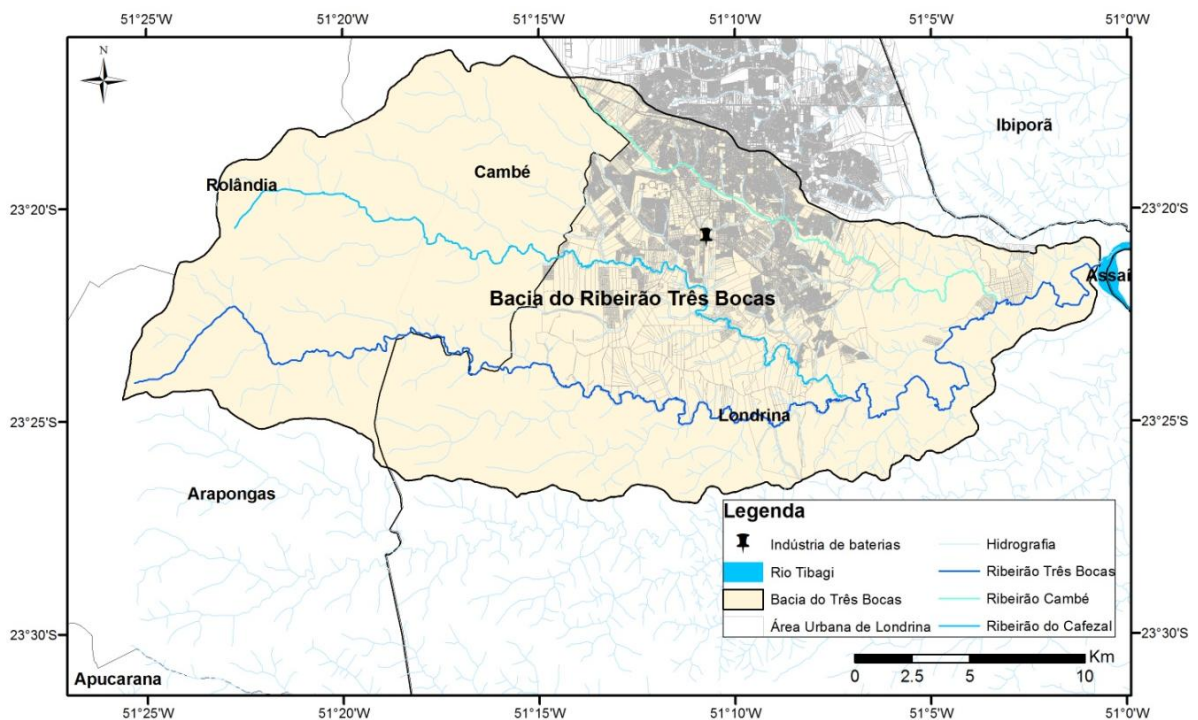 51°25'W 51°20'W 51°15'W 51°10'W 51°5'W 51°0'W
N
Ibiporã
Cambé
Rolândia
23°20'S 23°20'S
Assaí
Bacia do Ribeirão Três Bocas
Londrina
23°25'S 23°25'S
Arapongas
Legenda
Indústria de baterias
Rio Tibagi
Bacia do Três Bocas
Área Urbana de Londrina
Hidrografia
Ribeirão Três Bocas
Ribeirão Cambé
Ribeirão do Cafezal
23°30'S 23°30'S
Km
0 2.5 5 10
Apucarana
51°25'W 51°20'W 51°15'W 51°10'W 51°5'W 51°0'W